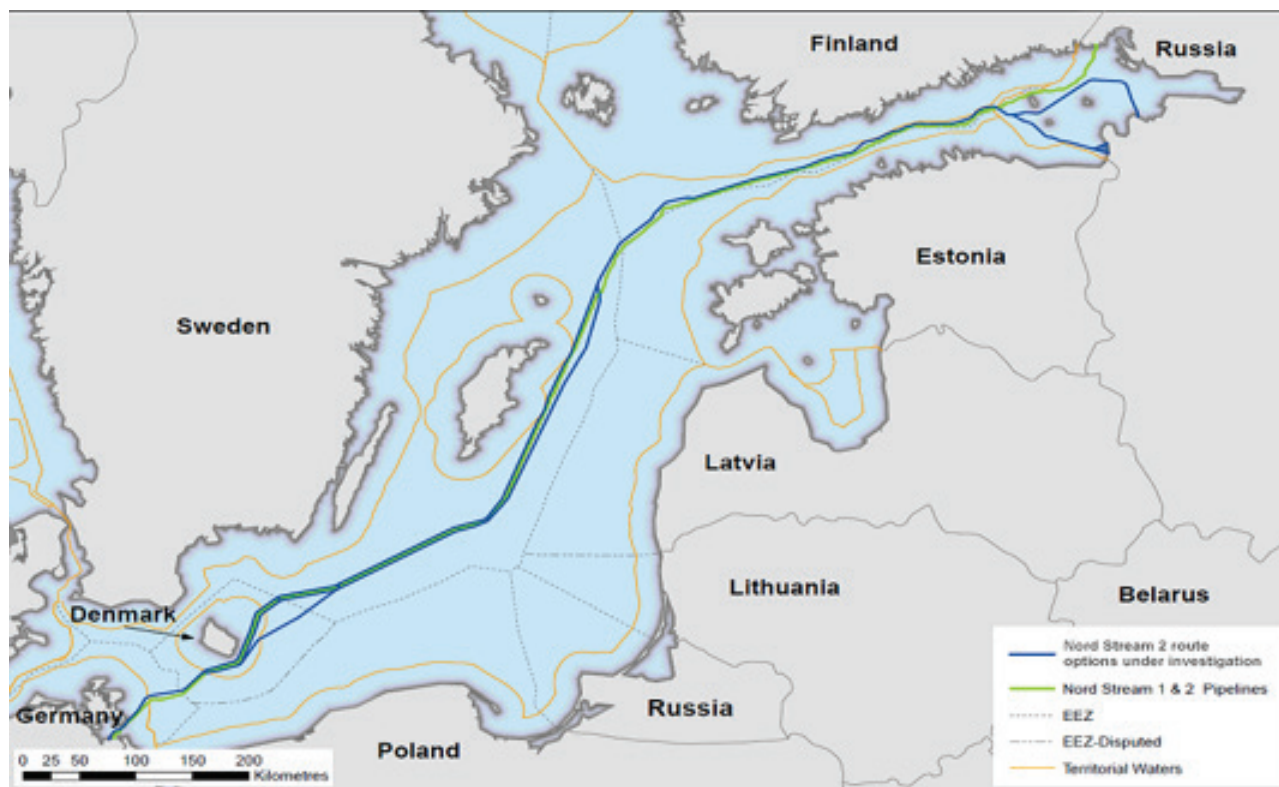 Finland
Russia
Estonia
Sweden
Latvia
Lithuania
Belarus
Denmark
Germany
Poland
Russia
Nord Stream 2 route
options under investigation
Nord Stream 1 & 2 Pipelines
EEZ
EEZ-Disputed
Territorial Waters
0 25 50 100 150 200
Kilometres